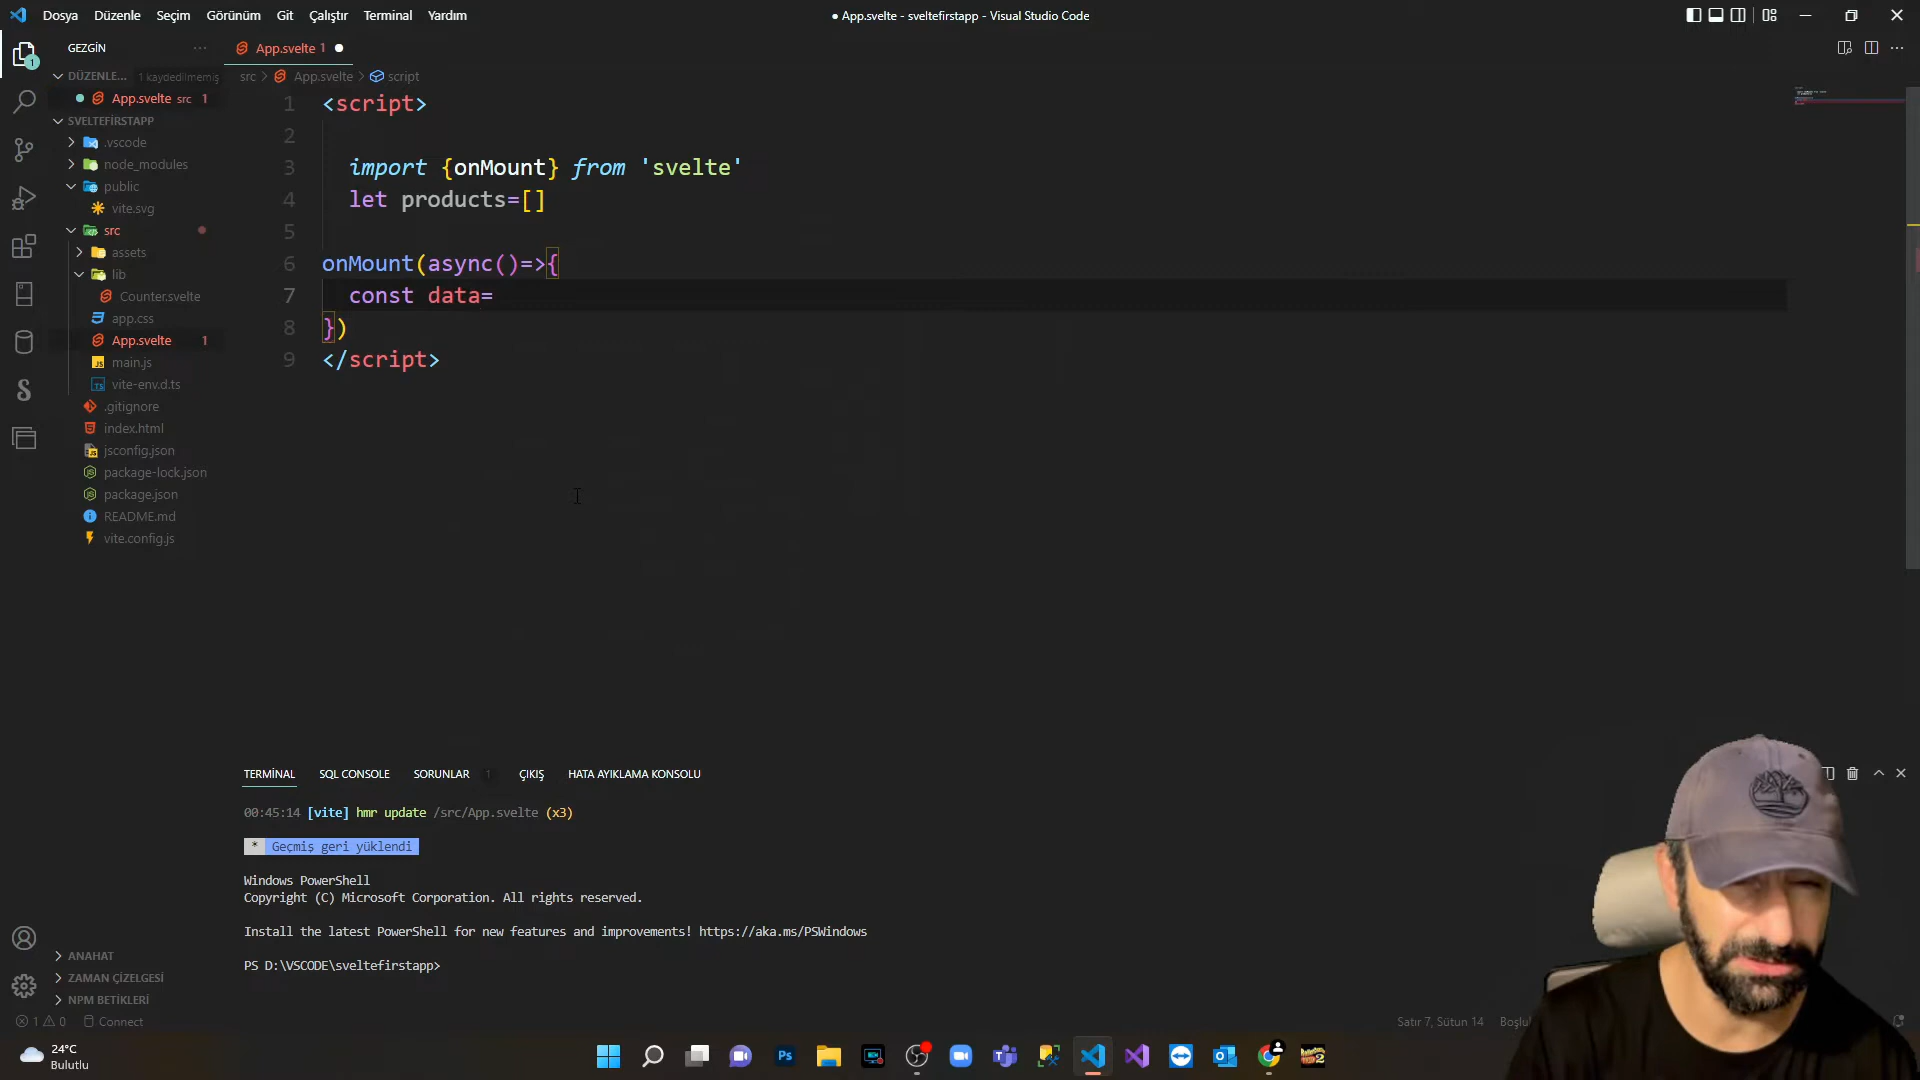 Dosya Düzenle Seçim Görünüm Git Çalıştır Terminal Yardım
● App.svelte - sveltefirstapp - Visual Studio Code
GEZGİN
App.svelte 1
DÜZENLE... 1 kaydedilmemiş
src > App.svelte > script
App.svelte src 1
SVELTEFİRSTAPP
.vscode
node_modules
public
vite.svg
src
assets
lib
Counter.svelte
app.css
App.svelte 1
main.js
vite-env.d.ts
.gitignore
index.html
jsconfig.json
package-lock.json
package.json
README.md
vite.config.js
ANAHAT
ZAMAN ÇİZELGESİ
NPM BETİKLERİ
1 <script>
2
3 import {onMount} from 'svelte'
4 let products=[]
5
6 onMount(async()=>{
7 const data=
8 })
9 </script>
TERMİNAL SQL CONSOLE SORUNLAR 1 ÇIKIŞ HATA AYIKLAMA KONSOLU
00:45:14 [vite] hmr update /src/App.svelte (x3)
* Geçmiş geri yüklendi
Windows PowerShell
Copyright (C) Microsoft Corporation. All rights reserved.
Install the latest PowerShell for new features and improvements! https://aka.ms/PSWindows
PS D:\VSCODE\sveltefirstapp>
1 0 Connect
Satır 7, Sütun 14
24°C
Bulutlu